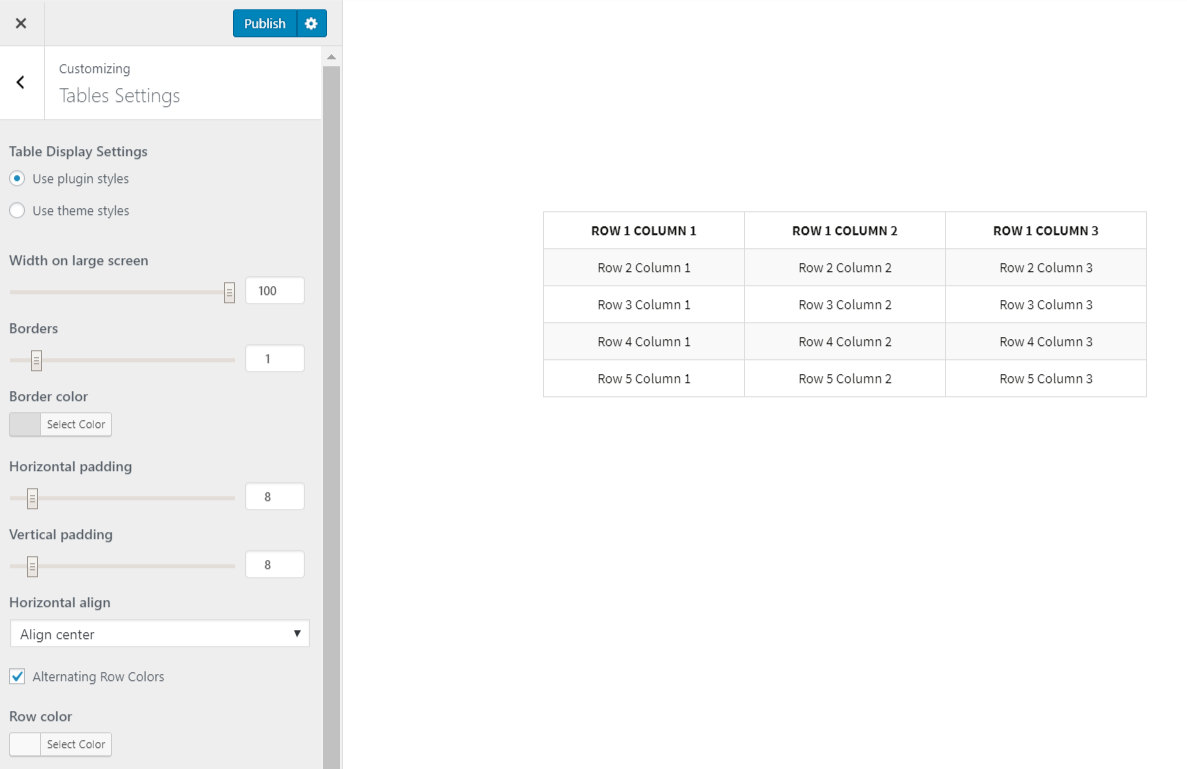 Publish
Customizing
Tables Settings
Table Display Settings
Use plugin styles
Use theme styles
Width on large screen
100
Borders
1
Border color
Select Color
Horizontal padding
8
Vertical padding
8
Horizontal align
Align center
Alternating Row Colors
Row color
Select Color
ROW 1 COLUMN 1 ROW 1 COLUMN 2 ROW 1 COLUMN 3
Row 2 Column 1 Row 2 Column 2 Row 2 Column 3
Row 3 Column 1 Row 3 Column 2 Row 3 Column 3
Row 4 Column 1 Row 4 Column 2 Row 4 Column 3
Row 5 Column 1 Row 5 Column 2 Row 5 Column 3